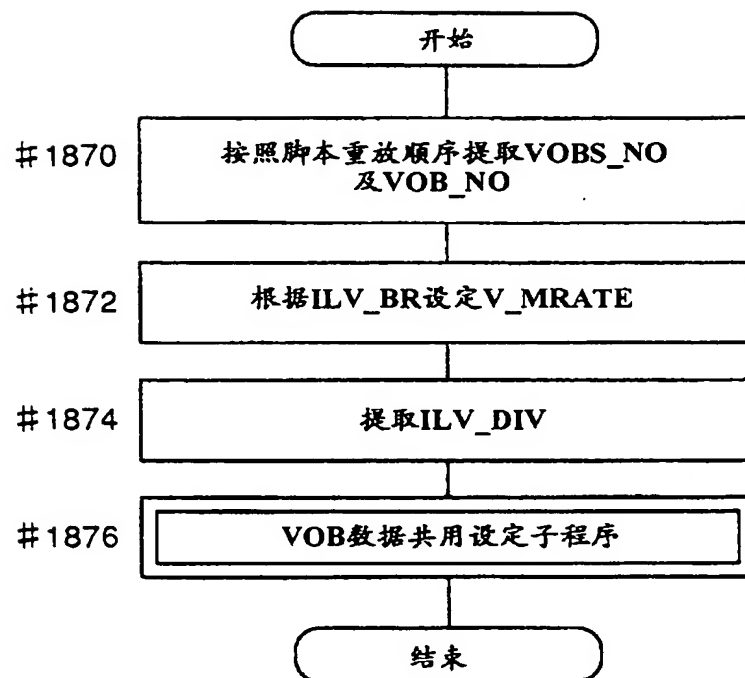 开始
#1870
按照脚本重放顺序提取VOBS_NO
及VOB_NO
#1872
根据ILV_BR设定V_MRATE
#1874
提取ILV_DIV
#1876
VOB数据共用设定子程序
结束